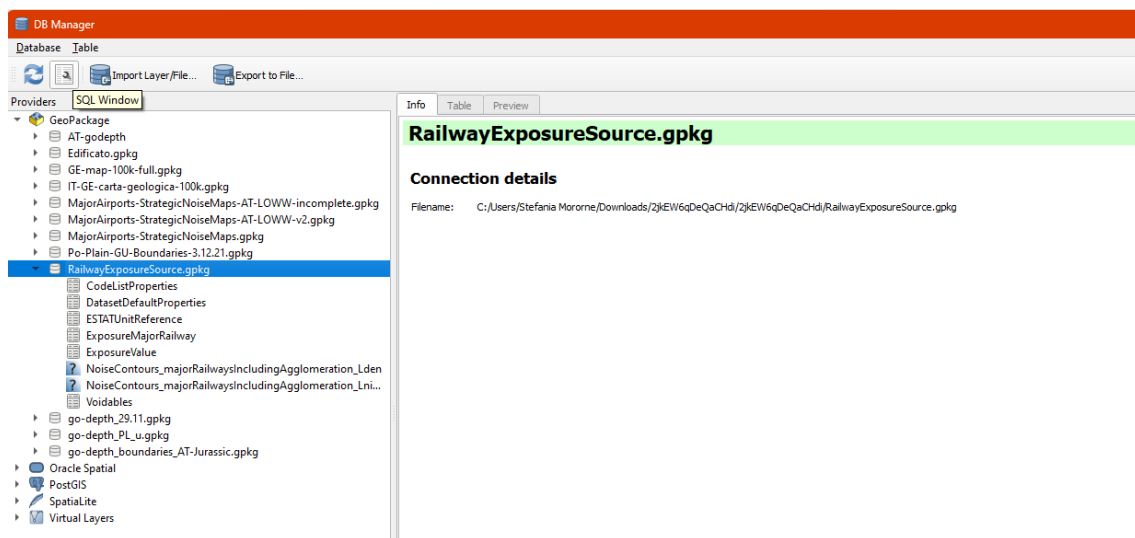 DB Manager
Database Table
Import Layer/File... Export to File...
Providers
SQL Window
GeoPackage
AT-godepth
Edificato.gpkg
GE-map-100k-full.gpkg
IT-GE-carta-geologica-100k.gpkg
MajorAirports-StrategicNoiseMaps-AT-LOWW-incomplete.gpkg
MajorAirports-StrategicNoiseMaps-AT-LOWW-v2.gpkg
MajorAirports-StrategicNoiseMaps.gpkg
Po-Plain-GU-Boundaries-3.12.21.gpkg
RailwayExposureSource.gpkg
CodeListProperties
DatasetDefaultProperties
ESTATUnitReference
ExposureMajorRailway
ExposureValue
NoiseContours_majorRailwaysIncludingAgglomeration_Lden
NoiseContours_majorRailwaysIncludingAgglomeration_Lni...
Voidables
go-depth_29.11.gpkg
go-depth_PL_u.gpkg
go-depth_boundaries_AT-Jurassic.gpkg
Oracle Spatial
PostGIS
SpatiaLite
Virtual Layers
Info Table Preview
RailwayExposureSource.gpkg
Connection details
Filename: C:/Users/Stefania Mororne/Downloads/2jkEW6qDeQaCHdi/2jkEW6qDeQaCHdi/RailwayExposureSource.gpkg